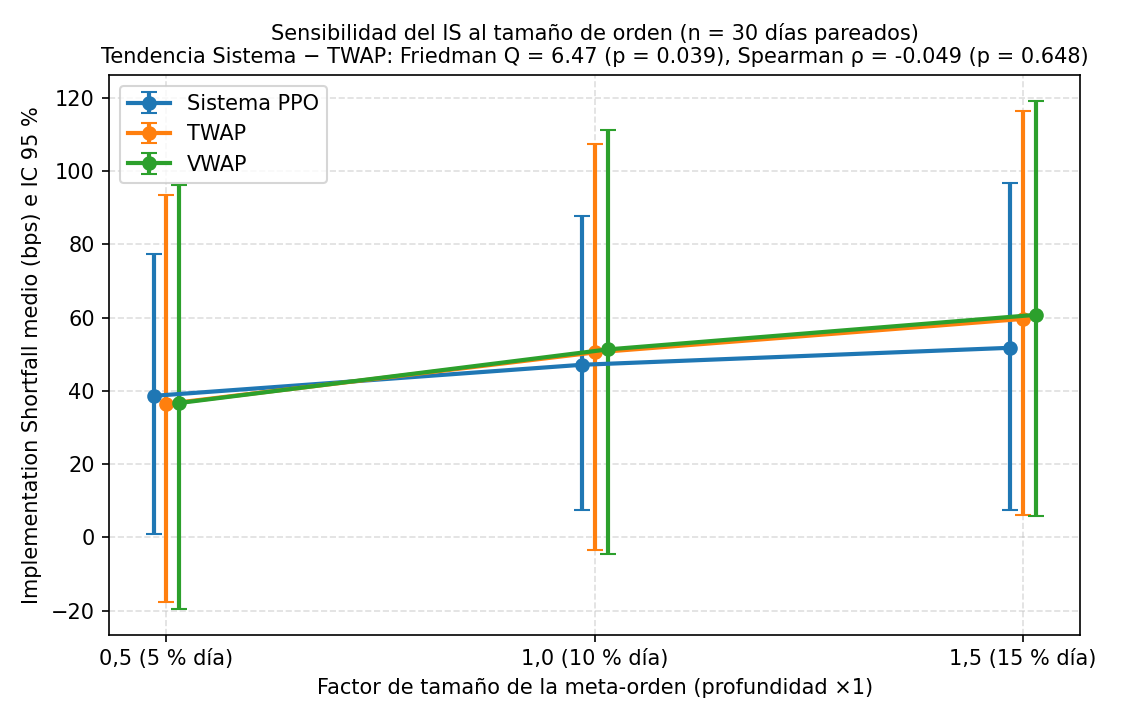 Sensibilidad del IS al tamaño de orden (n = 30 días pareados)
Tendencia Sistema − TWAP: Friedman Q = 6.47 (p = 0.039), Spearman ρ = -0.049 (p = 0.648)
Sistema PPO
TWAP
VWAP
Implementation Shortfall medio (bps) e IC 95 %
120
100
80
60
40
20
0
−20
0,5 (5 % día)
1,0 (10 % día)
1,5 (15 % día)
Factor de tamaño de la meta-orden (profundidad ×1)